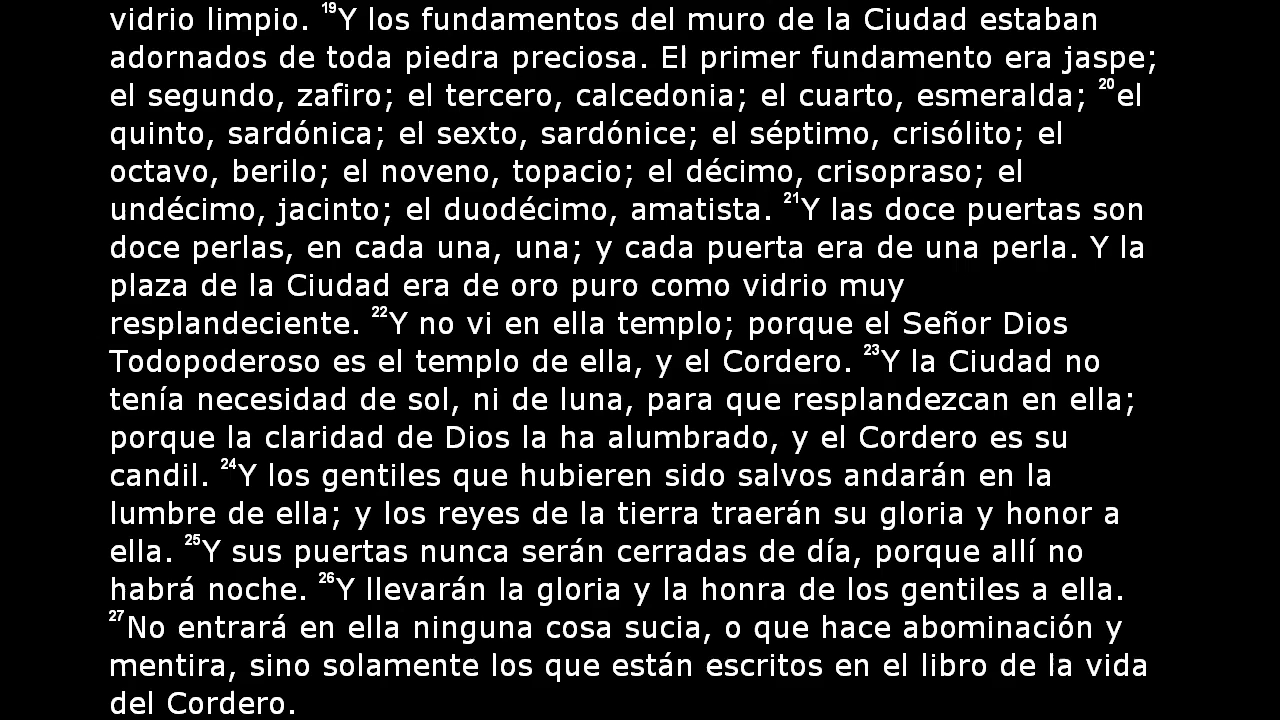 vidrio limpio. 19Y los fundamentos del muro de la Ciudad estaban
adornados de toda piedra preciosa. El primer fundamento era jaspe;
el segundo, zafiro; el tercero, calcedonia; el cuarto, esmeralda; 20el
quinto, sardónica; el sexto, sardónice; el séptimo, crisólito; el
octavo, berilo; el noveno, topacio; el décimo, crisopraso; el
undécimo, jacinto; el duodécimo, amatista. 21Y las doce puertas son
doce perlas, en cada una, una; y cada puerta era de una perla. Y la
plaza de la Ciudad era de oro puro como vidrio muy
resplandeciente. 22Y no vi en ella templo; porque el Señor Dios
Todopoderoso es el templo de ella, y el Cordero. 23Y la Ciudad no
tenía necesidad de sol, ni de luna, para que resplandezcan en ella;
porque la claridad de Dios la ha alumbrado, y el Cordero es su
candil. 24Y los gentiles que hubieren sido salvos andarán en la
lumbre de ella; y los reyes de la tierra traerán su gloria y honor a
ella. 25Y sus puertas nunca serán cerradas de día, porque allí no
habrá noche. 26Y llevarán la gloria y la honra de los gentiles a ella.
27No entrará en ella ninguna cosa sucia, o que hace abominación y
mentira, sino solamente los que están escritos en el libro de la vida
del Cordero.